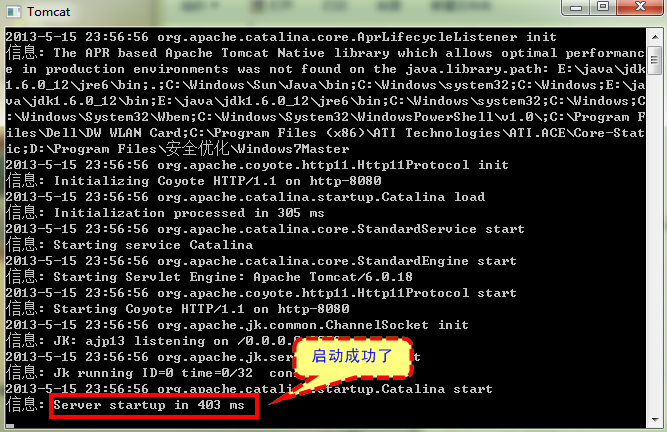 Tomcat
2013-5-15 23:56:56 org.apache.catalina.core.AprLifecycleListener init
信息: The APR based Apache Tomcat Native library which allows optimal performanc
e in production environments was not found on the java.library.path: E:\java\jdk
1.6.0_12\jre6\bin;.;C:\Windows\Sun\Java\bin;C:\Windows\system32;C:\Windows;E:\ja
va\jdk1.6.0_12\bin;E:\java\jdk1.6.0_12\jre6\bin;C:\Windows\system32;C:\Windows;C
:\Windows\System32\Wbem;C:\Windows\System32\WindowsPowerShell\v1.0\;C:\Program F
iles\Dell\DW WLAN Card;C:\Program Files (x86)\ATI Technologies\ATI.ACE\Core-Stat
ic;D:\Program Files\安全优化\Windows7Master
2013-5-15 23:56:56 org.apache.coyote.http11.Http11Protocol init
信息: Initializing Coyote HTTP/1.1 on http-8080
2013-5-15 23:56:56 org.apache.catalina.startup.Catalina load
信息: Initialization processed in 305 ms
2013-5-15 23:56:56 org.apache.catalina.core.StandardService start
信息: Starting service Catalina
2013-5-15 23:56:56 org.apache.catalina.core.StandardEngine start
信息: Starting Servlet Engine: Apache Tomcat/6.0.18
2013-5-15 23:56:56 org.apache.coyote.http11.Http11Protocol start
信息: Starting Coyote HTTP/1.1 on http-8080
2013-5-15 23:56:56 org.apache.jk.common.ChannelSocket init
信息: JK: ajp13 listening on /0.0.0.
2013-5-15 23:56:56 org.apache.jk.ser
信息: Jk running ID=0 time=0/32 con
启动成功了
2013-5-15 23:56:56 org.apache.catalina.startup.Catalina start
信息: Server startup in 403 ms